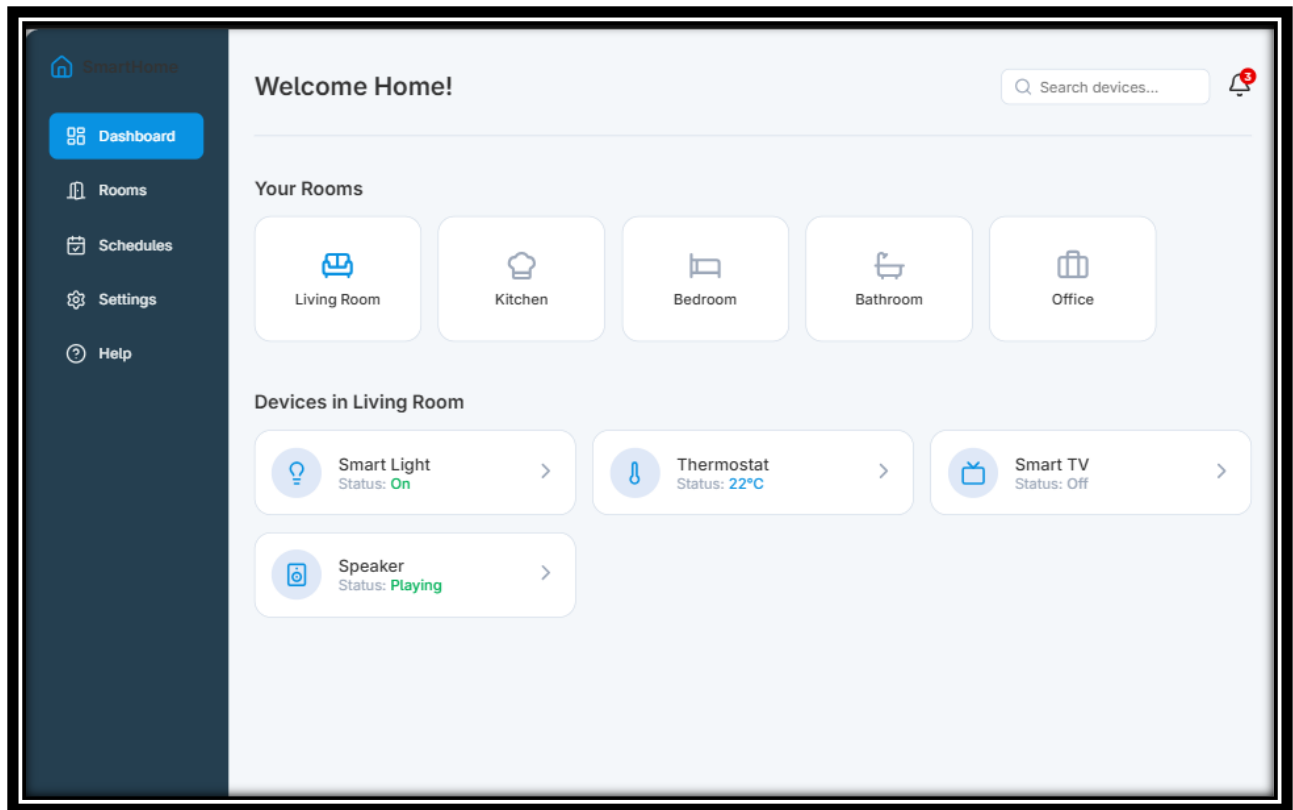 SmartHome
Dashboard
Rooms
Schedules
Settings
Help
Welcome Home!
Search devices...
3
Your Rooms
Living Room
Kitchen
Bedroom
Bathroom
Office
Devices in Living Room
Smart Light
Status: On
Thermostat
Status: 22°C
Smart TV
Status: Off
Speaker
Status: Playing